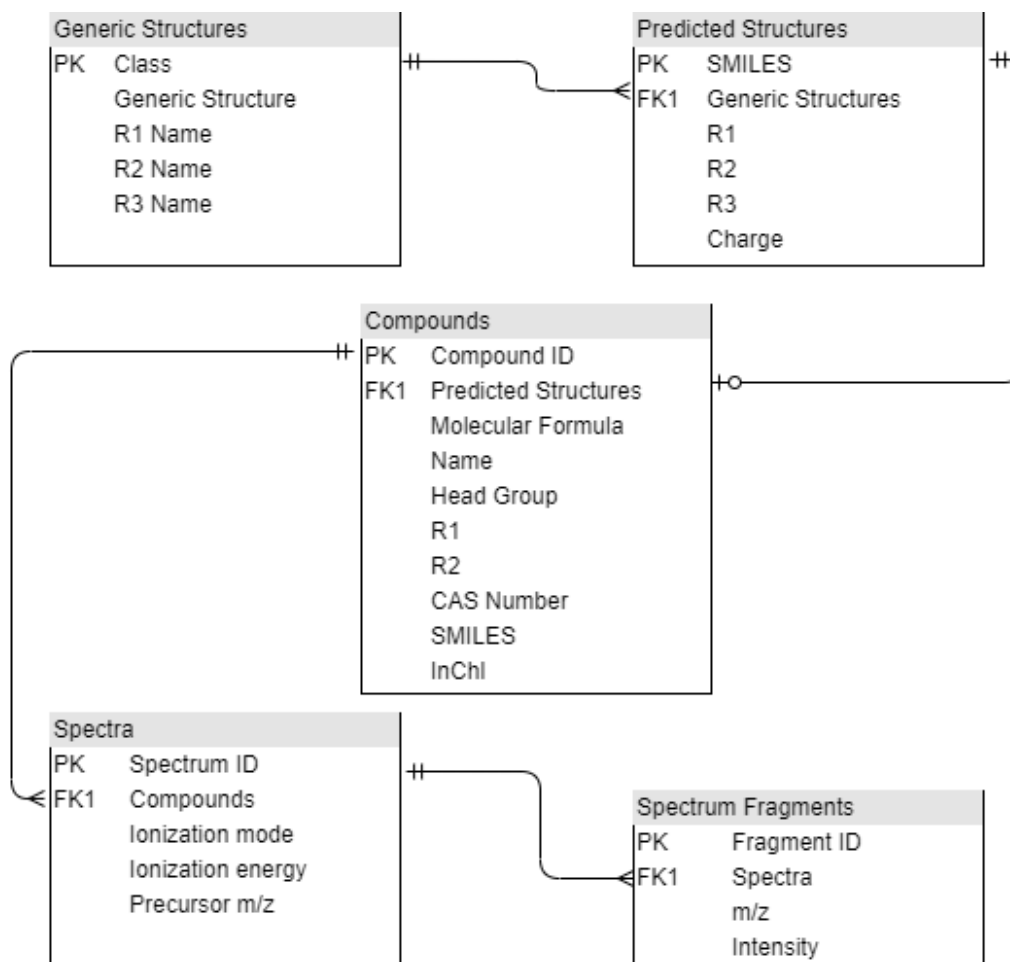 Generic Structures
PK Class
Generic Structure
R1 Name
R2 Name
R3 Name
Predicted Structures
PK SMILES
FK1 Generic Structures
R1
R2
R3
Charge
Compounds
PK Compound ID
FK1 Predicted Structures
Molecular Formula
Name
Head Group
R1
R2
CAS Number
SMILES
InChI
Spectra
PK Spectrum ID
FK1 Compounds
Ionization mode
Ionization energy
Precursor m/z
Spectrum Fragments
PK Fragment ID
FK1 Spectra
m/z
Intensity